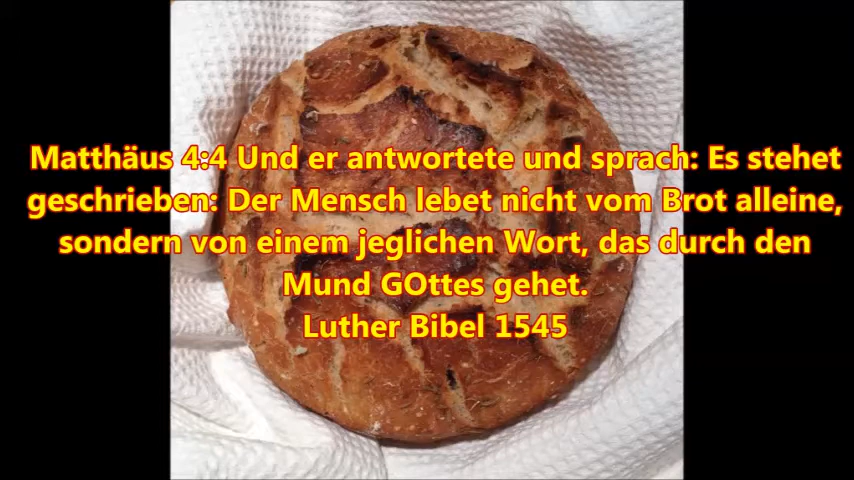 Matthäus 4:4 Und er antwortete und sprach: Es stehet
geschrieben: Der Mensch lebet nicht vom Brot alleine,
sondern von einem jeglichen Wort, das durch den
Mund GOttes gehet.
Luther Bibel 1545